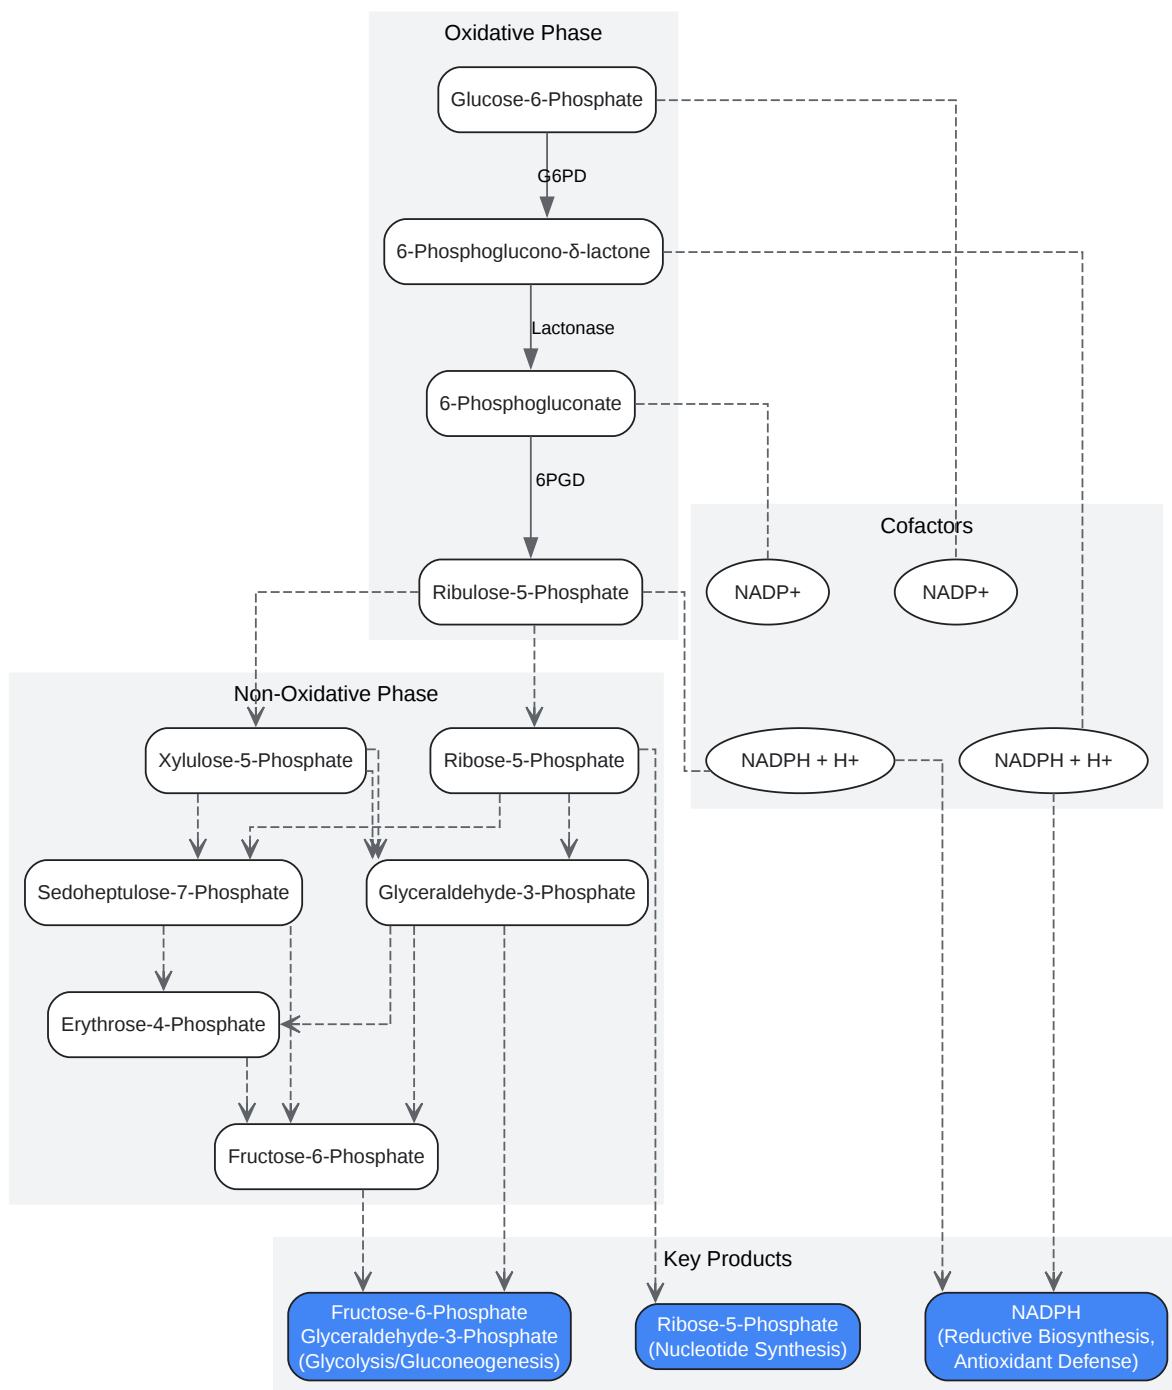 Oxidative Phase
Glucose-6-Phosphate
G6PD
6-Phosphoglucono-δ-lactone
Lactonase
6-Phosphogluconate
6PGD
Cofactors
Ribulose-5-Phosphate
NADP+
NADP+
Non-Oxidative Phase
Xylulose-5-Phosphate
Ribose-5-Phosphate
NADPH + H+
NADPH + H+
Sedoheptulose-7-Phosphate
Glyceraldehyde-3-Phosphate
Erythrose-4-Phosphate
Fructose-6-Phosphate
Key Products
Fructose-6-Phosphate
Glyceraldehyde-3-Phosphate
(Glycolysis/Gluconeogenesis)
Ribose-5-Phosphate
(Nucleotide Synthesis)
NADPH
(Reductive Biosynthesis,
Antioxidant Defense)